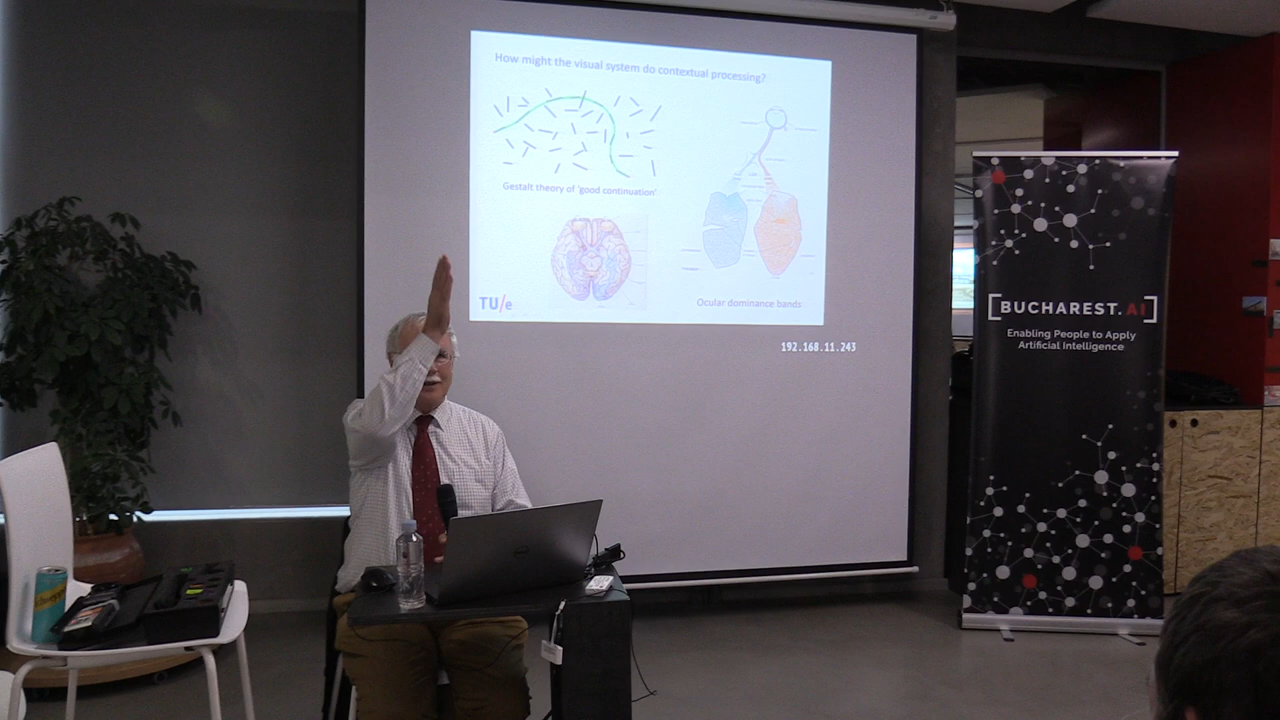 How might the visual system do contextual processing?
Gestalt theory of 'good continuation'
TU/e
Ocular dominance bands
192.168.11.243
[BUCHAREST.AI]
Enabling People to Apply
Artificial Intelligence
DELL